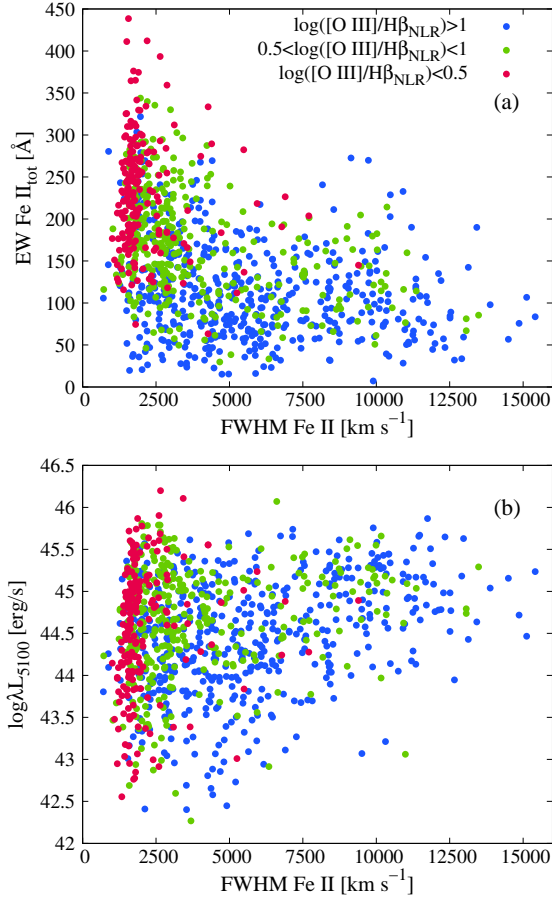 log([O III]/Hβ_NLR)>1
0.5<log([O III]/Hβ_NLR)<1
log([O III]/Hβ_NLR)<0.5
(a)
EW Fe II_tot [Å]
450
400
350
300
250
200
150
100
50
0
0 2500 5000 7500 10000 12500 15000
FWHM Fe II [km s⁻¹]
(b)
logλL_5100 [erg/s]
46.5
46
45.5
45
44.5
44
43.5
43
42.5
42
0 2500 5000 7500 10000 12500 15000
FWHM Fe II [km s⁻¹]